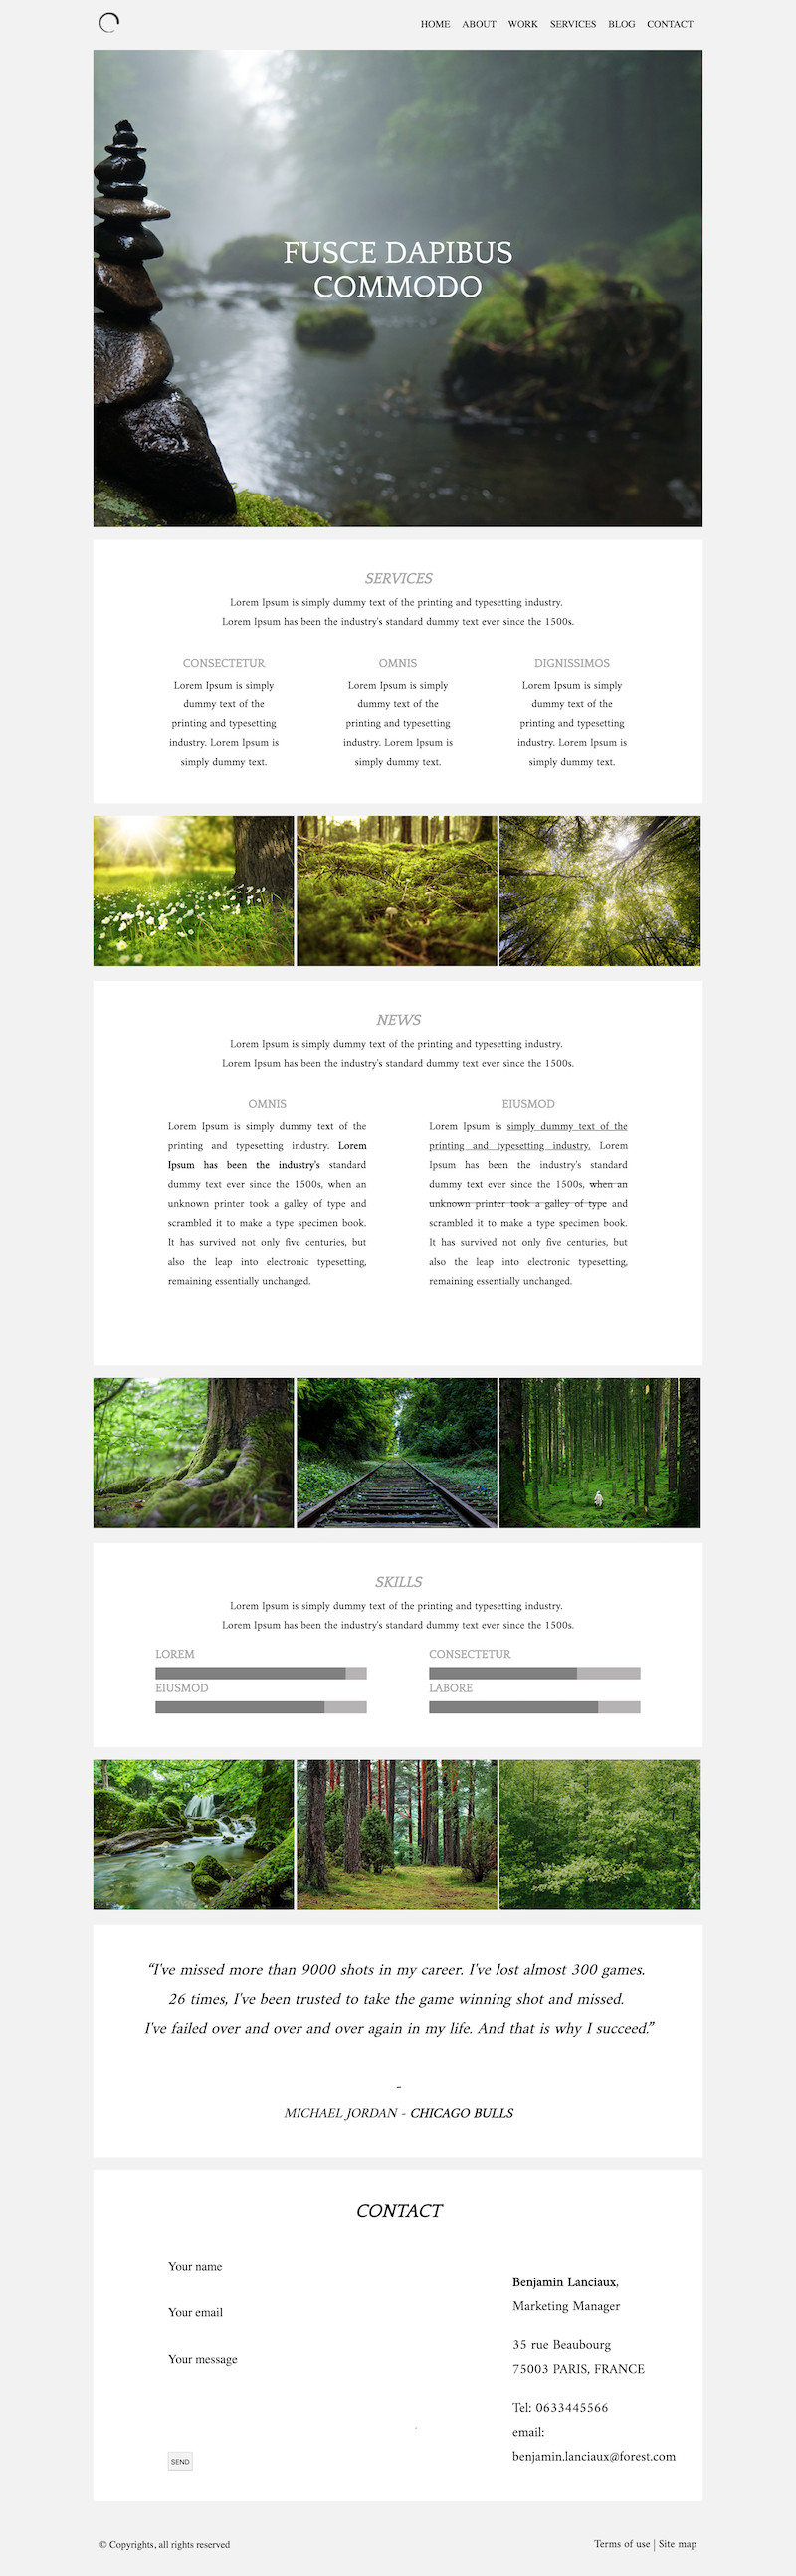 HOME ABOUT WORK SERVICES BLOG CONTACT
FUSCE DAPIBUS
COMMODO
SERVICES
Lorem Ipsum is simply dummy text of the printing and typesetting industry.
Lorem Ipsum has been the industry's standard dummy text ever since the 1500s.
CONSECTETUR
Lorem Ipsum is simply
dummy text of the
printing and typesetting
industry. Lorem Ipsum is
simply dummy text.
OMNIS
Lorem Ipsum is simply
dummy text of the
printing and typesetting
industry. Lorem Ipsum is
simply dummy text.
DIGNISSIMOS
Lorem Ipsum is simply
dummy text of the
printing and typesetting
industry. Lorem Ipsum is
simply dummy text.
NEWS
Lorem Ipsum is simply dummy text of the printing and typesetting industry.
Lorem Ipsum has been the industry's standard dummy text ever since the 1500s.
OMNIS
Lorem Ipsum is simply dummy text of the
printing and typesetting industry. Lorem
Ipsum has been the industry's standard
dummy text ever since the 1500s, when an
unknown printer took a galley of type and
scrambled it to make a type specimen book.
It has survived not only five centuries, but
also the leap into electronic typesetting,
remaining essentially unchanged.
EIUSMOD
Lorem Ipsum is simply dummy text of the
printing and typesetting industry. Lorem
Ipsum has been the industry's standard
dummy text ever since the 1500s, when an
unknown printer took a galley of type and
scrambled it to make a type specimen book.
It has survived not only five centuries, but
also the leap into electronic typesetting,
remaining essentially unchanged.
SKILLS
Lorem Ipsum is simply dummy text of the printing and typesetting industry.
Lorem Ipsum has been the industry's standard dummy text ever since the 1500s.
LOREM
CONSECTETUR
EIUSMOD
LABORE
“I've missed more than 9000 shots in my career. I've lost almost 300 games.
26 times, I've been trusted to take the game winning shot and missed.
I've failed over and over and over again in my life. And that is why I succeed.”
-
MICHAEL JORDAN - CHICAGO BULLS
CONTACT
Your name
Your email
Your message
SEND
Benjamin Lanciaux,
Marketing Manager
35 rue Beaubourg
75003 PARIS, FRANCE
Tel: 0633445566
email:
benjamin.lanciaux@forest.com
© Copyrights, all rights reserved
Terms of use | Site map